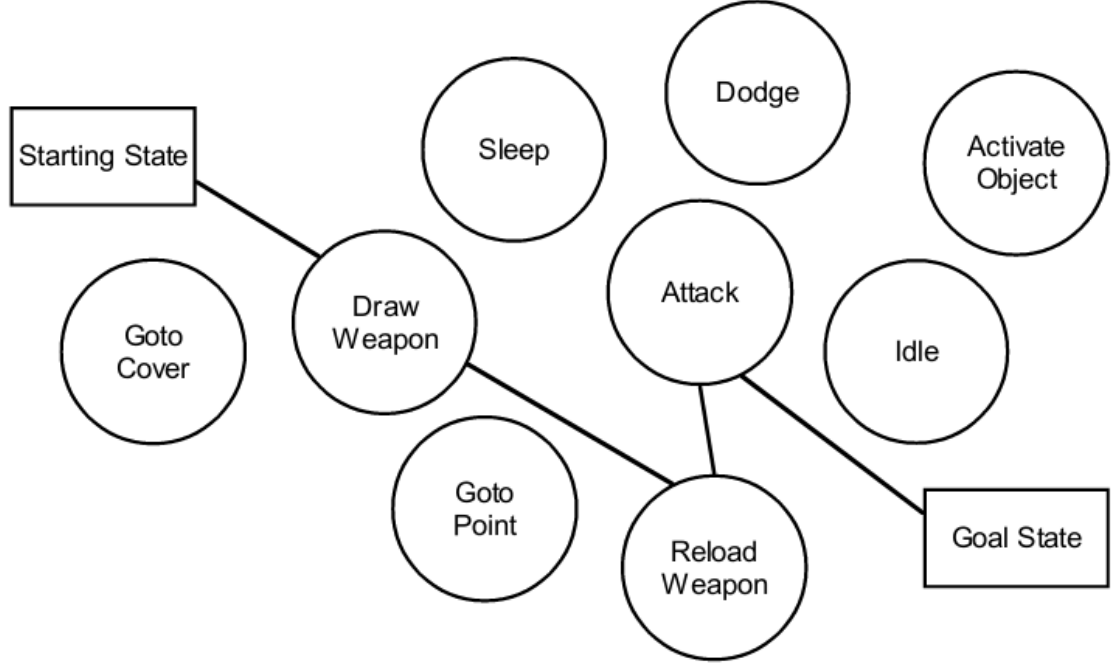 Dodge
Sleep
Activate
Object
Starting State
Attack
Draw
Weapon
Goto
Cover
Idle
Goto
Point
Goal State
Reload
Weapon